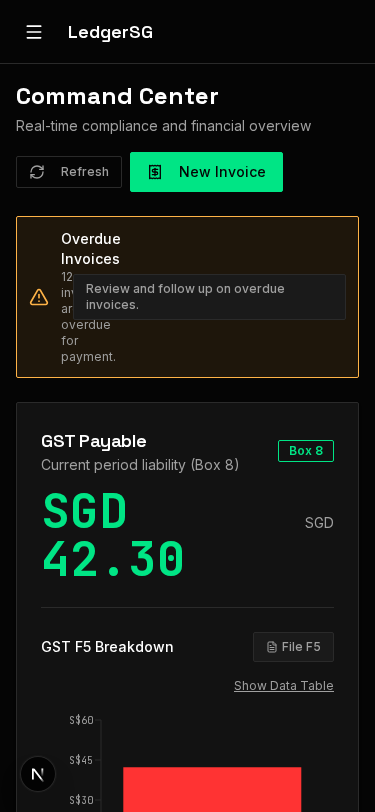 LedgerSG
Command Center
Real-time compliance and financial overview
Refresh
New Invoice
Overdue
Invoices
12
Review and follow up on overdue
invoices.
overdue
for
payment.
GST Payable
Current period liability (Box 8)
Box 8
SGD
42.30
SGD
GST F5 Breakdown
File F5
Show Data Table
S$60
S$45
S$30
N